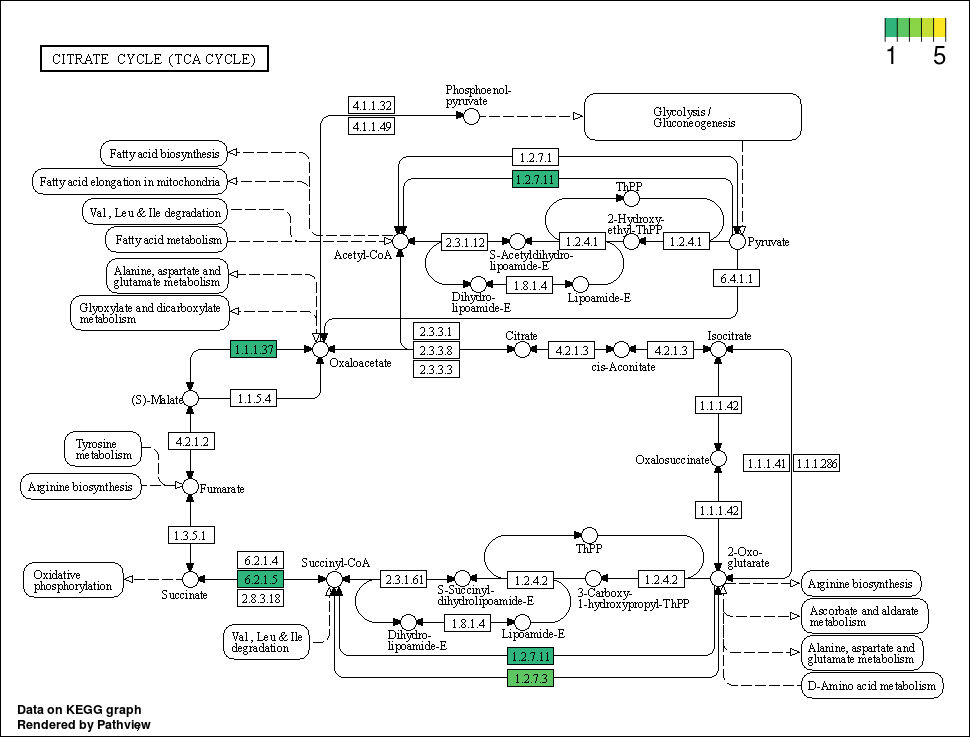 1 5
CITRATE CYCLE (TCA CYCLE)
Phosphoenol-
pyruvate
4.1.1.32
4.1.1.49
Glycolysis /
Gluconeogenesis
Fatty acid biosynthesis
Fatty acid elongation in mitochondria
Val, Leu & Ile degradation
Fatty acid metabolism
1.2.7.1
1.2.7.11
ThPP
2-Hydroxy-
ethyl-ThPP
Acetyl-CoA
2.3.1.12
S-Acetyldihydro-
lipoamide-E
1.2.4.1
1.2.4.1
Pyruvate
6.4.1.1
Alanine, aspartate and
glutamate metabolism
Dihydro-
lipoamide-E
1.8.1.4
Lipoamide-E
Glyoxylate and dicarboxylate
metabolism
1.1.1.37
Oxaloacetate
2.3.3.1
2.3.3.8
2.3.3.3
Citrate
4.2.1.3
cis-Aconitate
4.2.1.3
Isocitrate
(S)-Malate
1.1.5.4
1.1.1.42
4.2.1.2
Tyrosine
metabolism
Arginine biosynthesis
Fumarate
Oxalosuccinate
1.1.1.41
1.1.1.286
1.1.1.42
1.3.5.1
ThPP
Oxidative
phosphorylation
Succinate
6.2.1.4
6.2.1.5
2.8.3.18
Succinyl-CoA
2.3.1.61
S-Succinyl-
dihydrolipoamide-E
1.2.4.2
3-Carboxy-
1-hydroxypropyl-ThPP
1.2.4.2
2-Oxo-
glutarate
Arginine biosynthesis
Ascorbate and aldarate
metabolism
Alanine, aspartate and
glutamate metabolism
D-Amino acid metabolism
Val, Leu & Ile
degradation
Dihydro-
lipoamide-E
1.8.1.4
Lipoamide-E
1.2.7.11
1.2.7.3
Data on KEGG graph
Rendered by Pathview